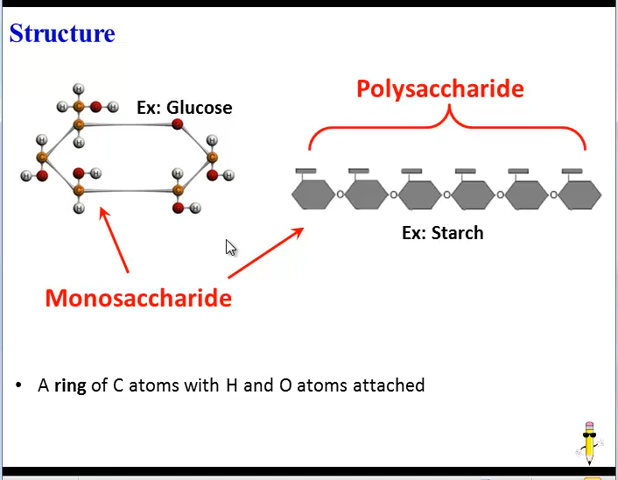 Structure
Ex: Glucose
H
H H
H
H
H
H
H
H
H
H
H
H
Polysaccharide
O O O O O
Ex: Starch
Monosaccharide
• A ring of C atoms with H and O atoms attached